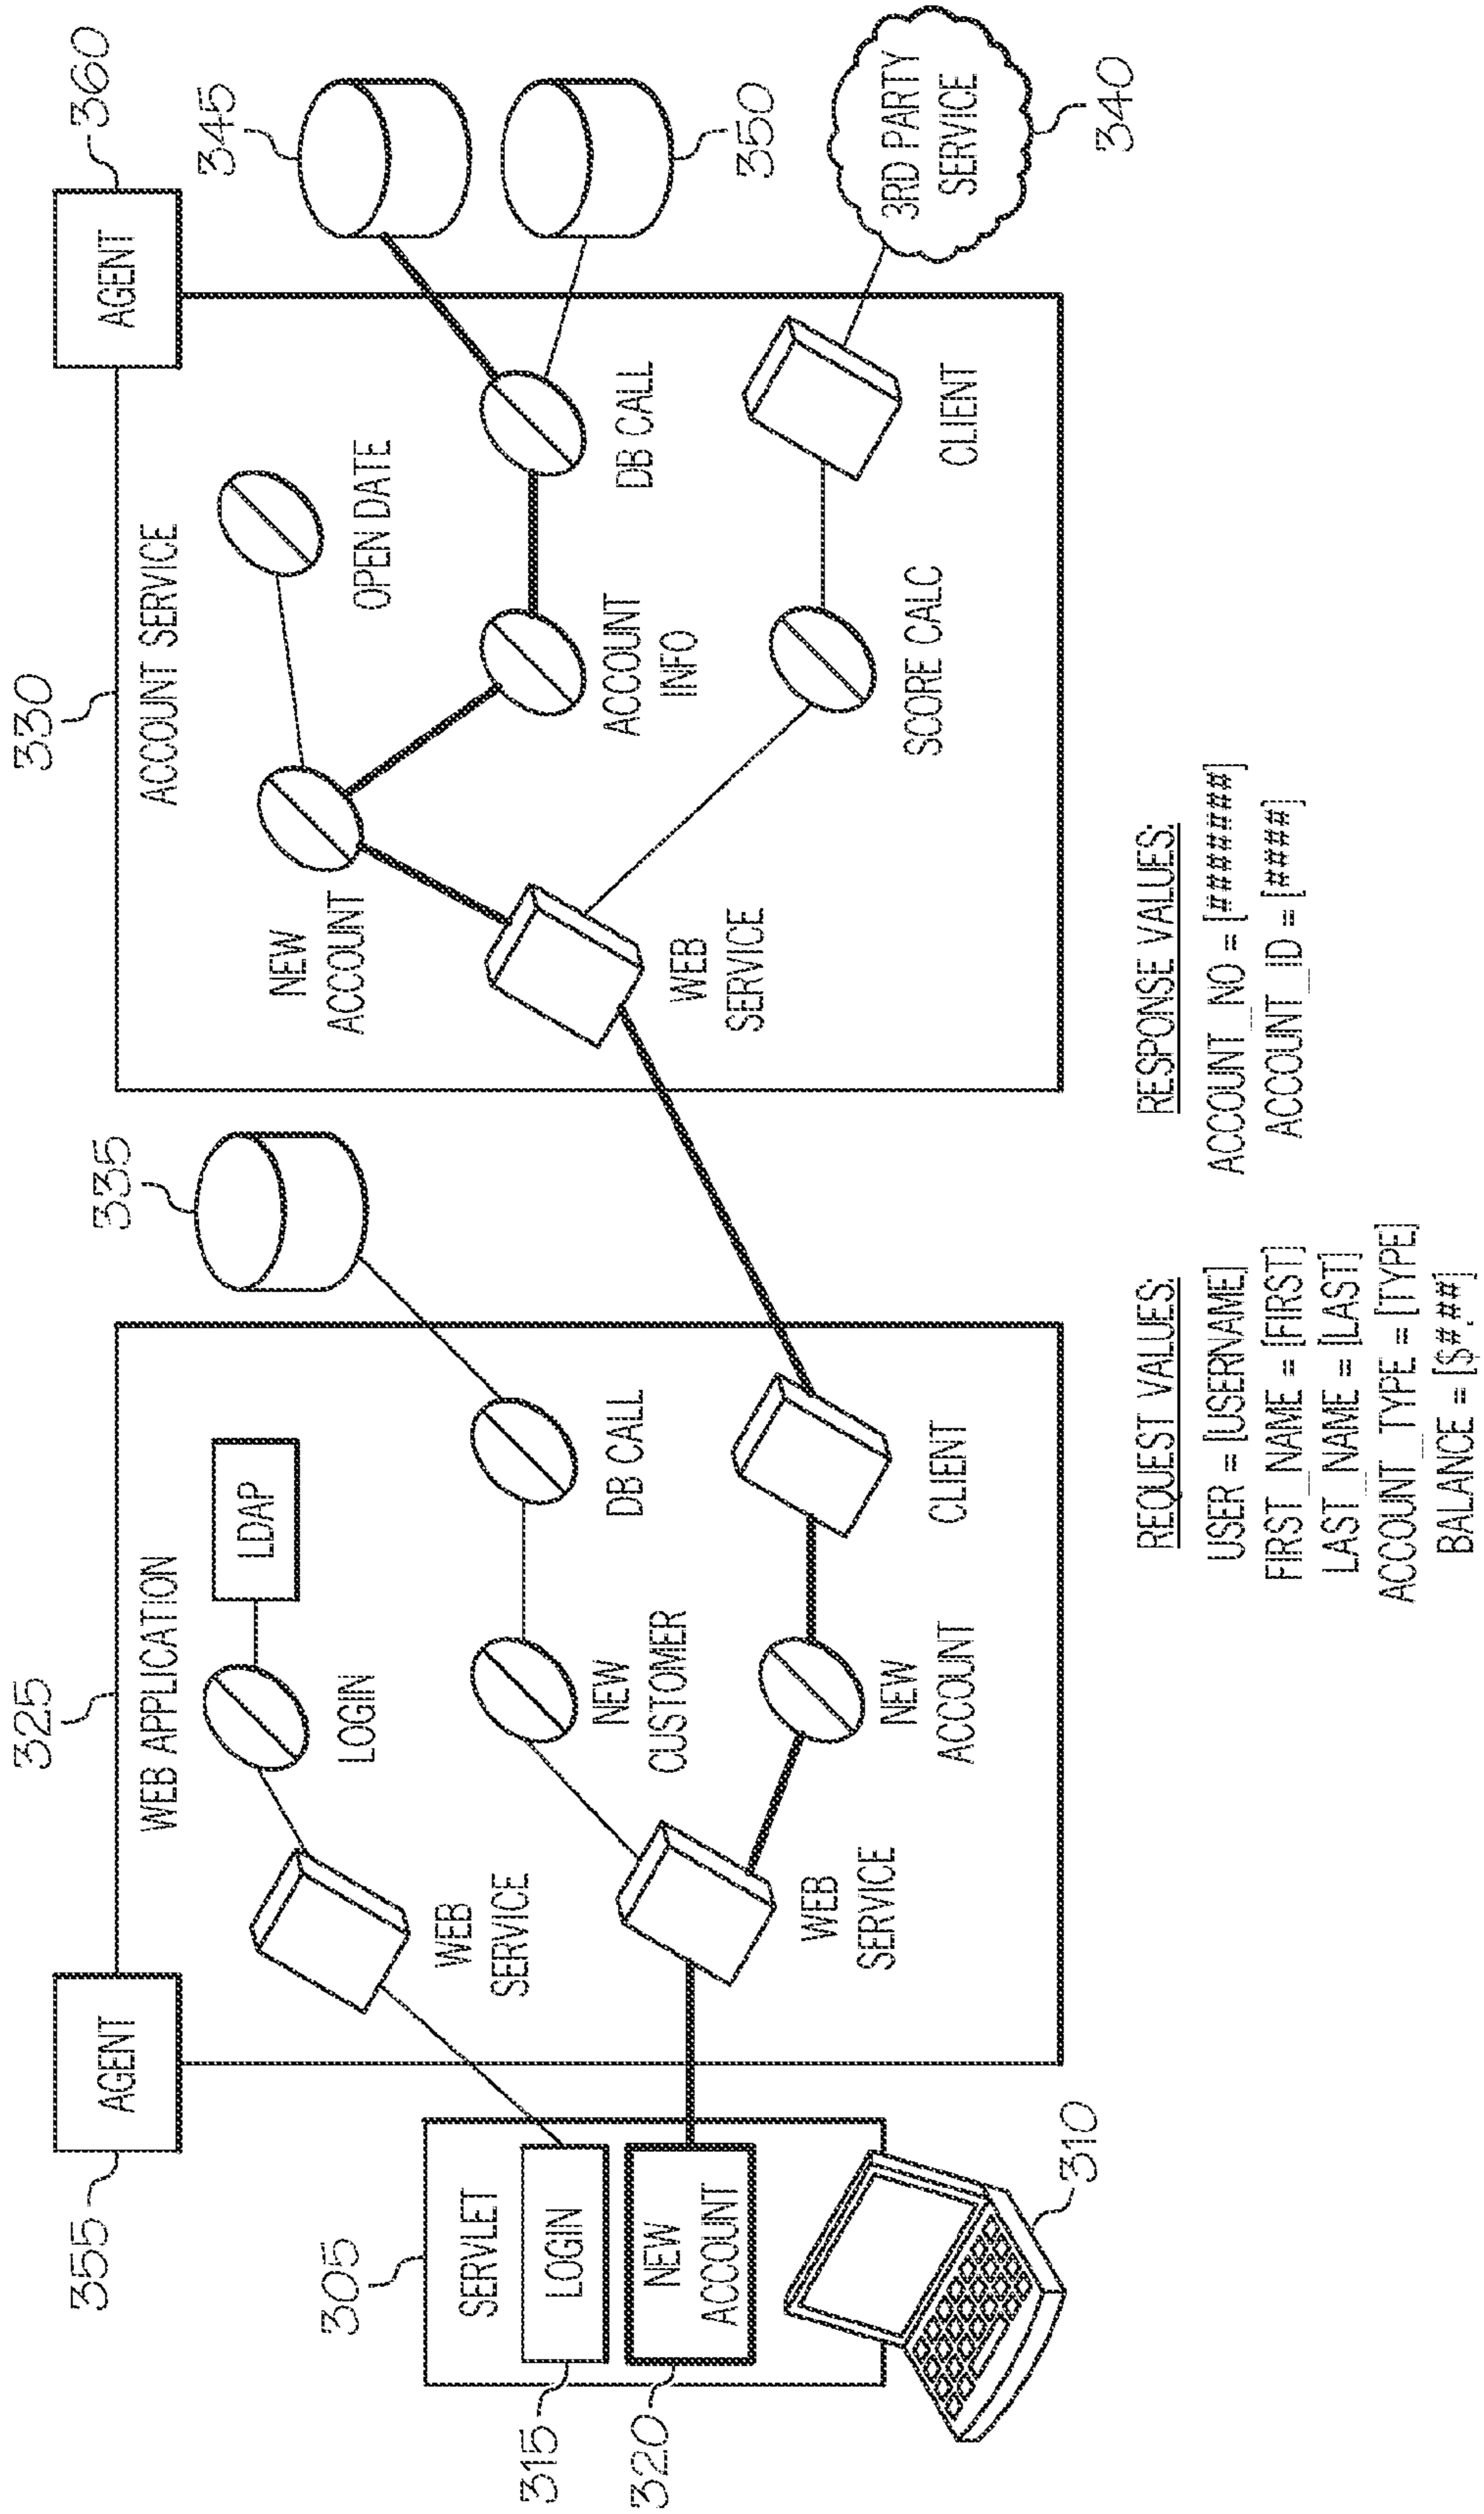 355
AGENT
325
WEB APPLICATION
335
330
ACCOUNT SERVICE
AGENT
360
305
SERVLET
315
LOGIN
320
NEW
ACCOUNT
310
WEB
SERVICE
LOGIN
LDAP
WEB
SERVICE
NEW
CUSTOMER
DB CALL
NEW
ACCOUNT
CLIENT
NEW
ACCOUNT
OPEN DATE
WEB
SERVICE
ACCOUNT
INFO
DB CALL
SCORE CALC
CLIENT
345
350
3RD PARTY
SERVICE
340
REQUEST VALUES:
USER = [USERNAME]
FIRST_NAME = [FIRST]
LAST_NAME = [LAST]
ACCOUNT_TYPE = [TYPE]
BALANCE = [$#.##]
RESPONSE VALUES:
ACCOUNT_NO = [######]
ACCOUNT_ID = [####]